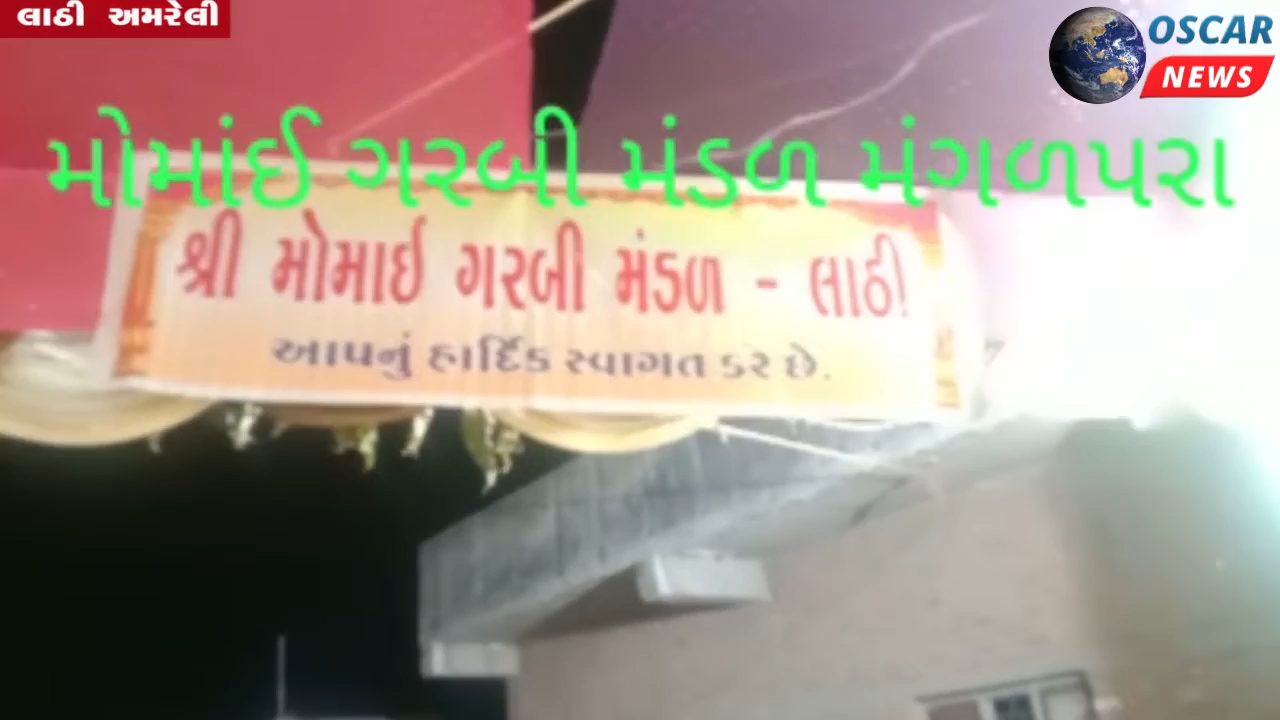 લાઠી અમરેલી
OSCAR
NEWS
મોમાંઈ ગરબી મંડળ મંગળપરા
શ્રી મોમાઈ ગરબી મંડળ - લાઠી
આપનું હાર્દિક સ્વાગત કરે છે.